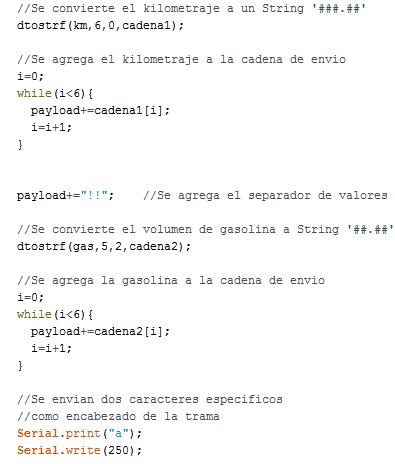 //Se convierte el kilometraje a un String '###.##'
dtostrf(km,6,0,cadena1);
//Se agrega el kilometraje a la cadena de envio
i=0;
while(i<6){
payload+=cadena1[i];
i=i+1;
}
payload+="!!";    //Se agrega el separador de valores
//Se convierte el volumen de gasolina a String '##.##'
dtostrf(gas,5,2,cadena2);
//Se agrega la gasolina a la cadena de envio
i=0;
while(i<6){
payload+=cadena2[i];
i=i+1;
}
//Se envian dos caracteres especificos
//como encabezado de la trama
Serial.print("a");
Serial.write(250);